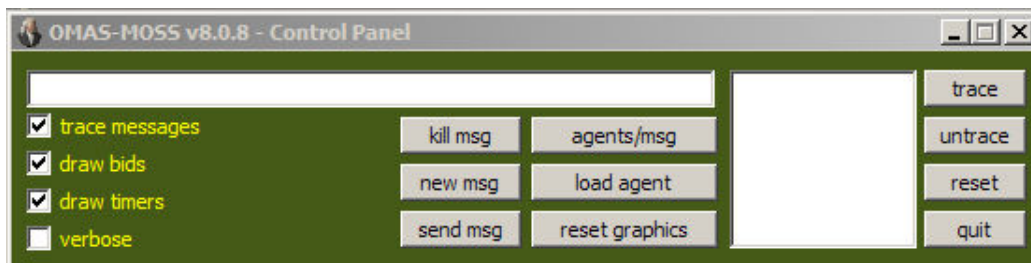 OMAS-MOSS v8.0.8 - Control Panel
trace
trace messages
kill msg
agents/msg
untrace
draw bids
new msg
load agent
reset
draw timers
verbose
send msg
reset graphics
quit